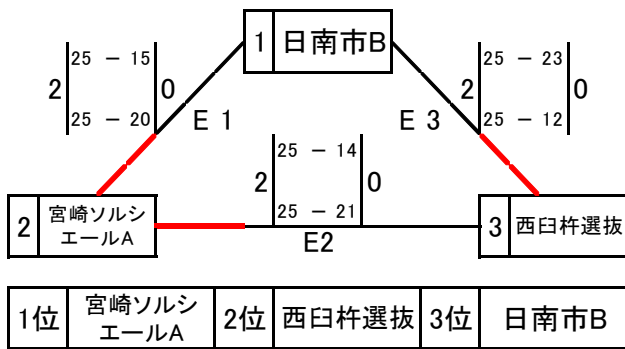 1 日南市B
25 － 15
2 0
25 － 20
E 1
25 － 23
2 0
25 － 12
E 3
25 － 14
2 0
25 － 21
E2
2 宮崎ソルシ
エールA
3 西臼杵選抜
1位 宮崎ソルシ
エールA 2位 西臼杵選抜 3位 日南市B